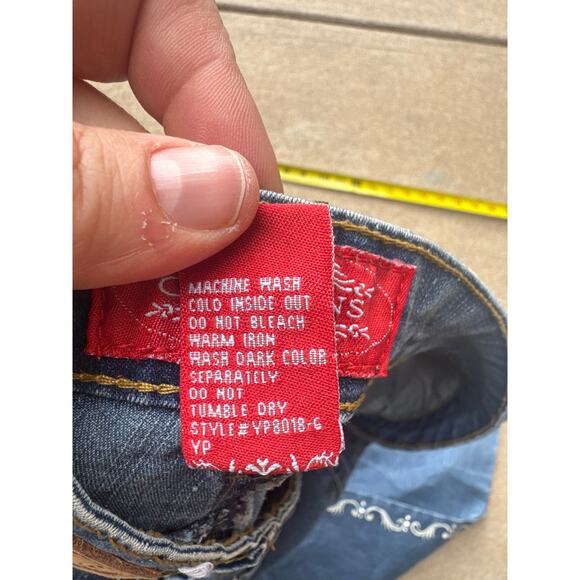 MACHINE WASH
COLD INSIDE OUT
DO NOT BLEACH
WARM IRON
WASH DARK COLOR
SEPARATELY
DO NOT
TUMBLE DRY
STYLE# YP8018-6
YP